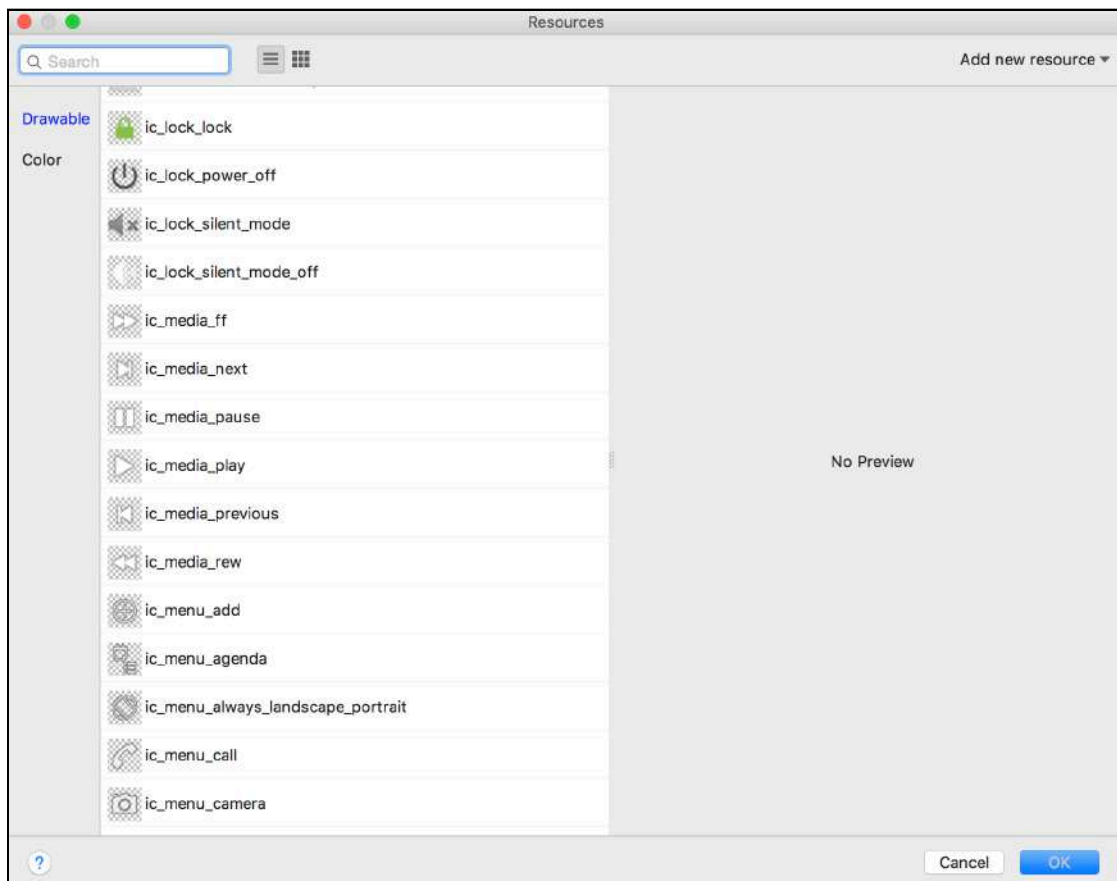 Resources
Search
Add new resource
Drawable
Color
ic_lock_lock
ic_lock_power_off
ic_lock_silent_mode
ic_lock_silent_mode_off
ic_media_ff
ic_media_next
ic_media_pause
ic_media_play
ic_media_previous
ic_media_rew
ic_menu_add
ic_menu_agenda
ic_menu_always_landscape_portrait
ic_menu_call
ic_menu_camera
No Preview
?
Cancel
OK